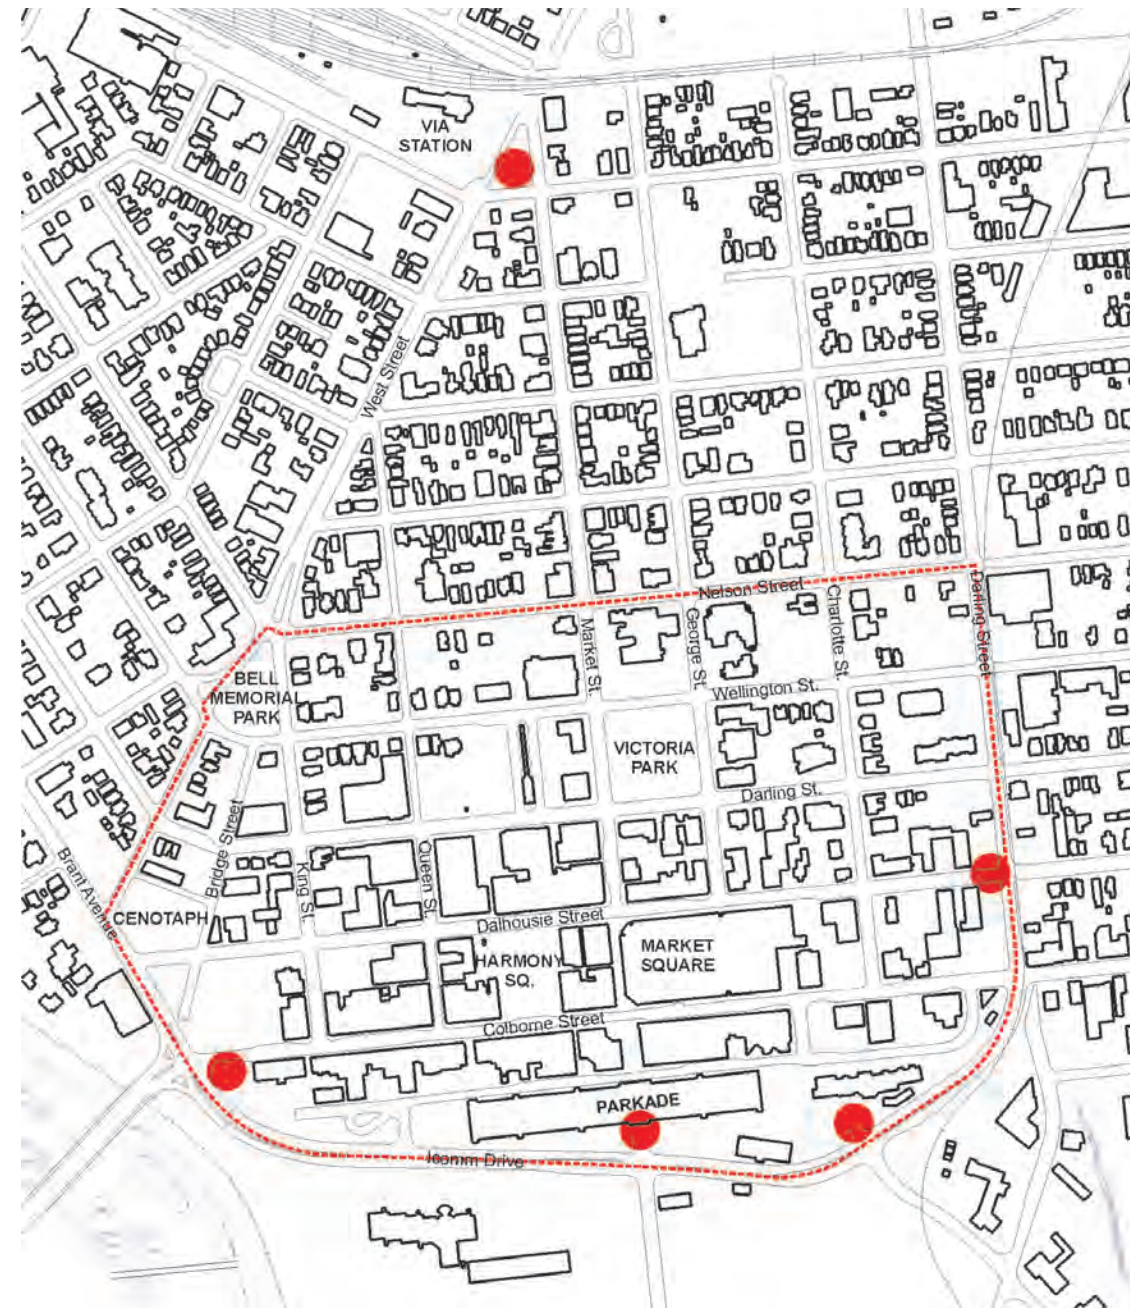 VIA
STATION
West Street
Nelson Street
Darling Street
Market St.
George St.
Charlotte St.
BELL
MEMORIAL
PARK
Wellington St.
VICTORIA
PARK
Darling St.
Bridge Street
Brant Avenue
King St.
Queen St.
CENOTAPH
Dalhousie Street
HARMONY
SQ.
MARKET
SQUARE
Colborne Street
PARKADE
Icomm Drive